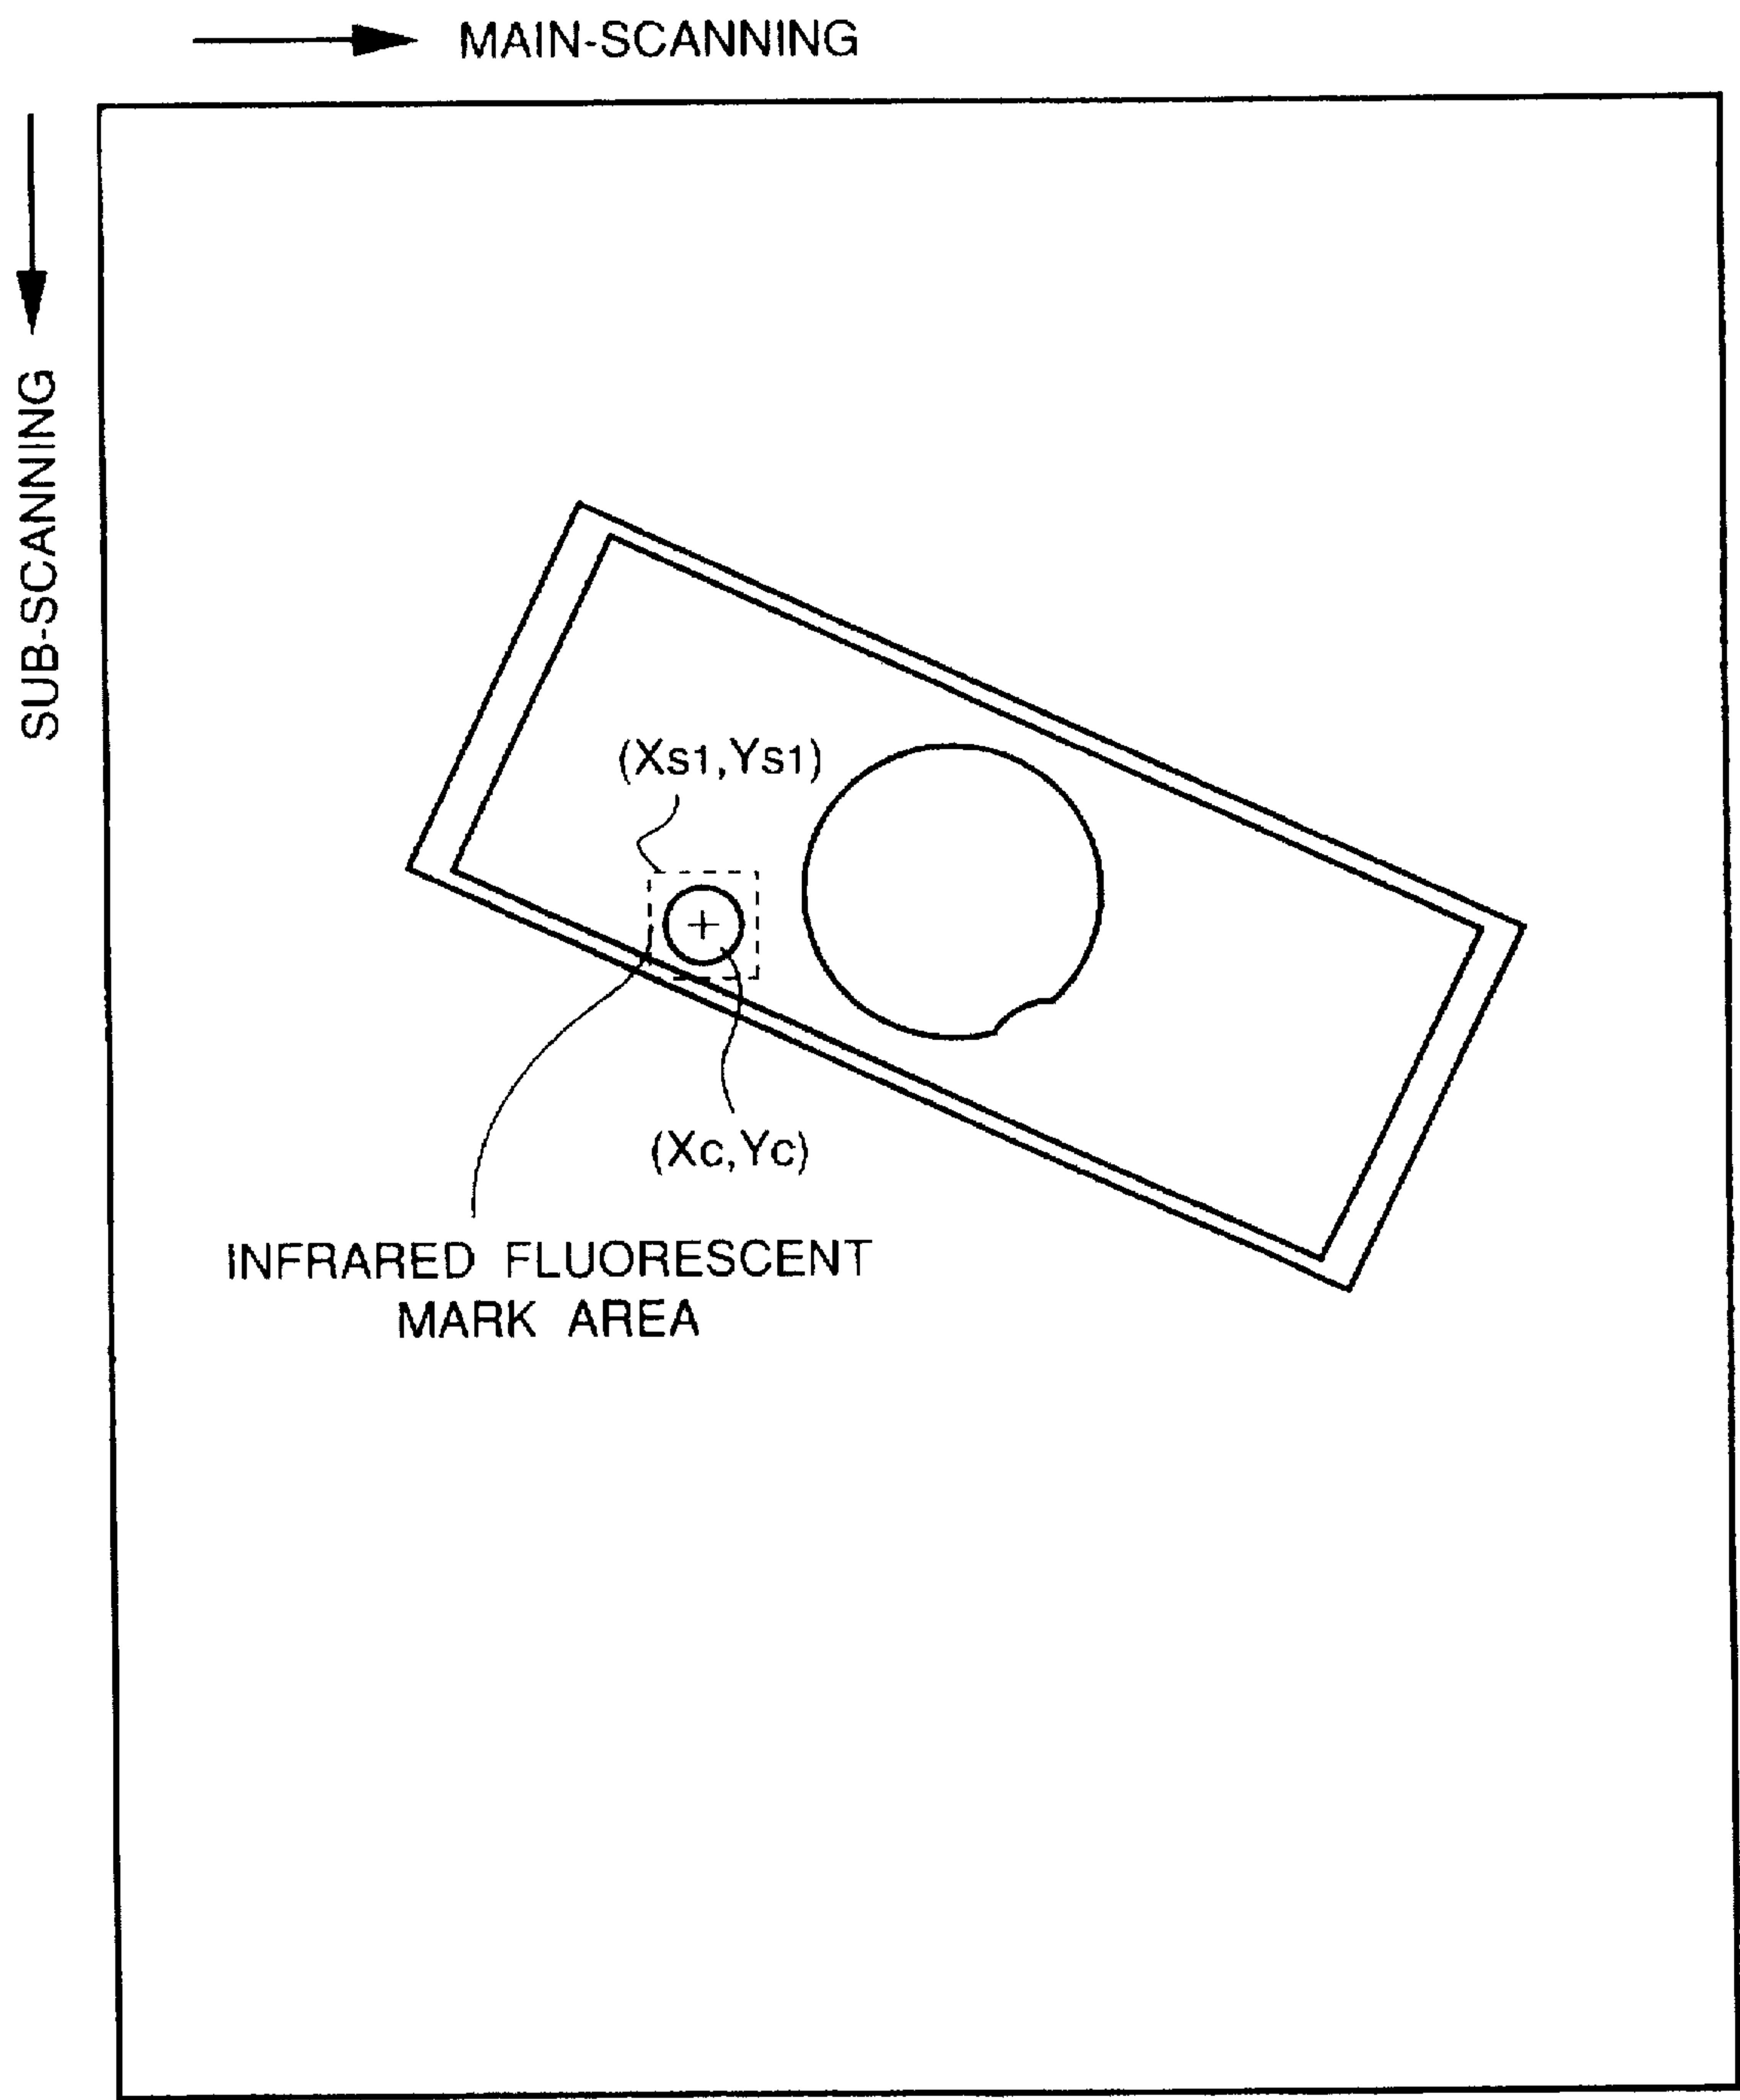 MAIN-SCANNING
SUB-SCANNING
(Xs1,Ys1)
(Xc,Yc)
INFRARED FLUORESCENT
MARK AREA